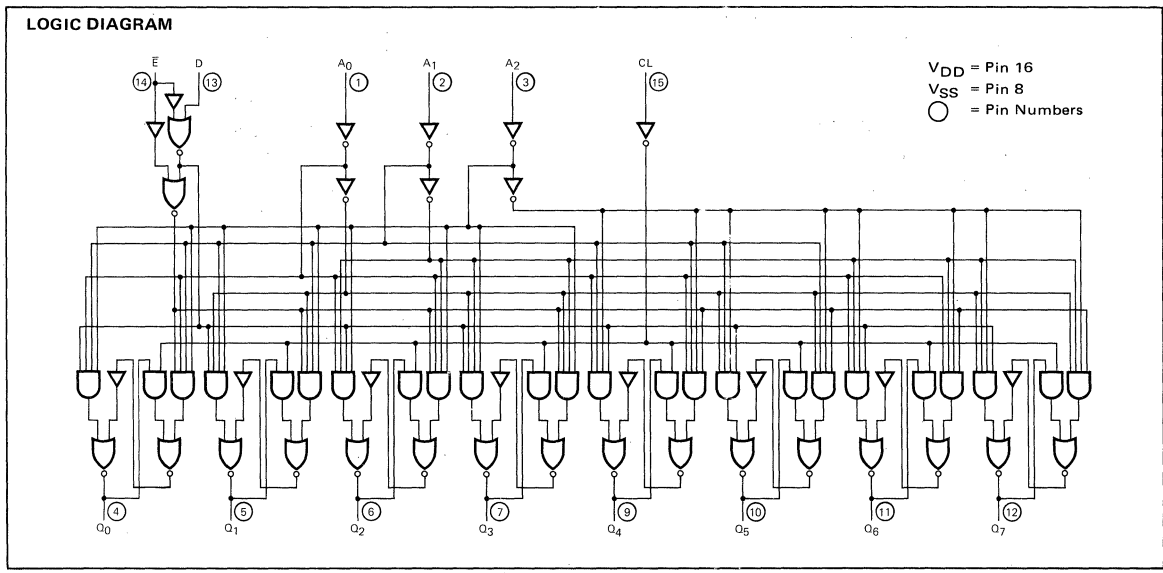 LOGIC DIAGRAM
E̅ D A0 A1 A2 CL
14 13 1 2 3 15
VDD = Pin 16
VSS = Pin 8
= Pin Numbers
4 5 6 7 9 10 11 12
Q0 Q1 Q2 Q3 Q4 Q5 Q6 Q7